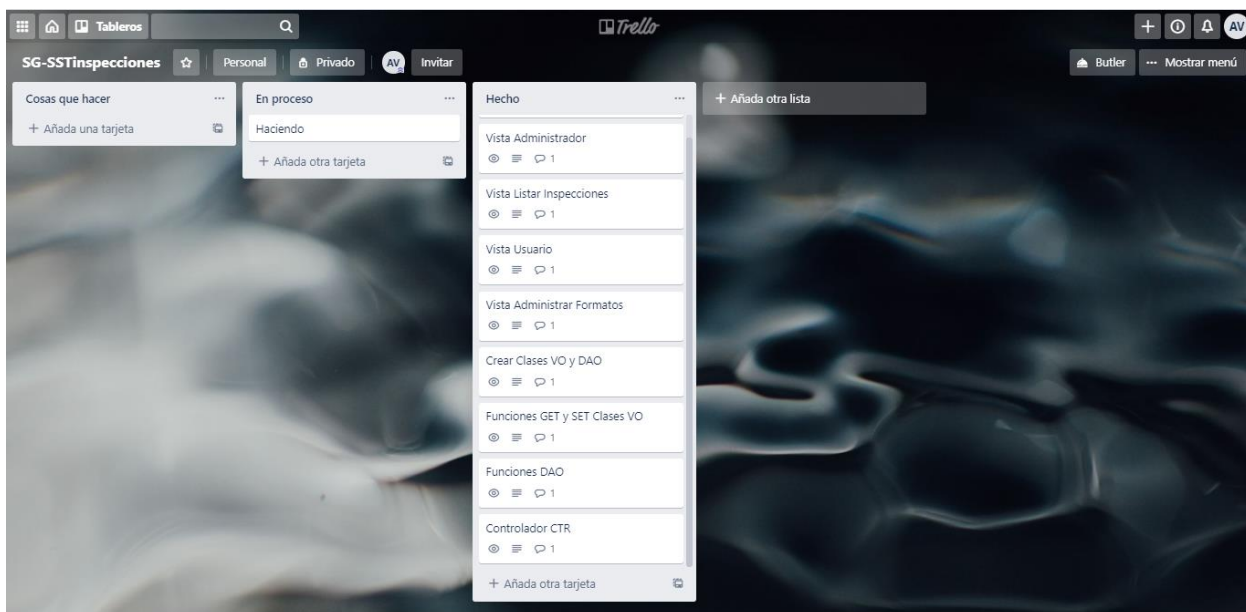 Tableros
Trello
AV
SG-SSTinspecciones
Personal
Privado
AV
Invitar
Butler
... Mostrar menú
Cosas que hacer ...
+ Añada una tarjeta
En proceso ...
Haciendo
+ Añada otra tarjeta
Hecho ...
Vista Administrador
1
Vista Listar Inspecciones
1
Vista Usuario
1
Vista Administrar Formatos
1
Crear Clases VO y DAO
1
Funciones GET y SET Clases VO
1
Funciones DAO
1
Controlador CTR
1
+ Añada otra tarjeta
+ Añada otra lista